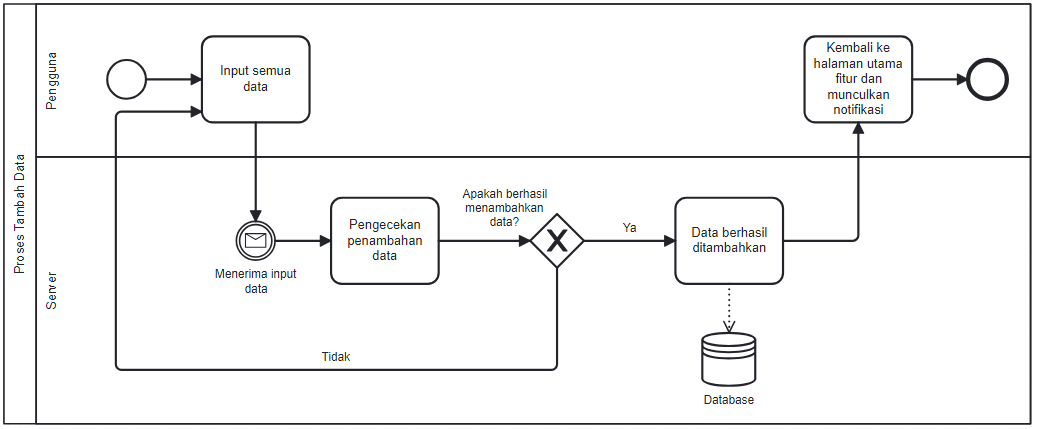 Proses Tambah Data
Pengguna
Input semua
data
Kembali ke
halaman utama
fitur dan
munculkan
notifikasi
Server
Menerima input
data
Pengecekan
penambahan
data
Apakah berhasil
menambahkan
data?
Ya
Tidak
Data berhasil
ditambahkan
Database